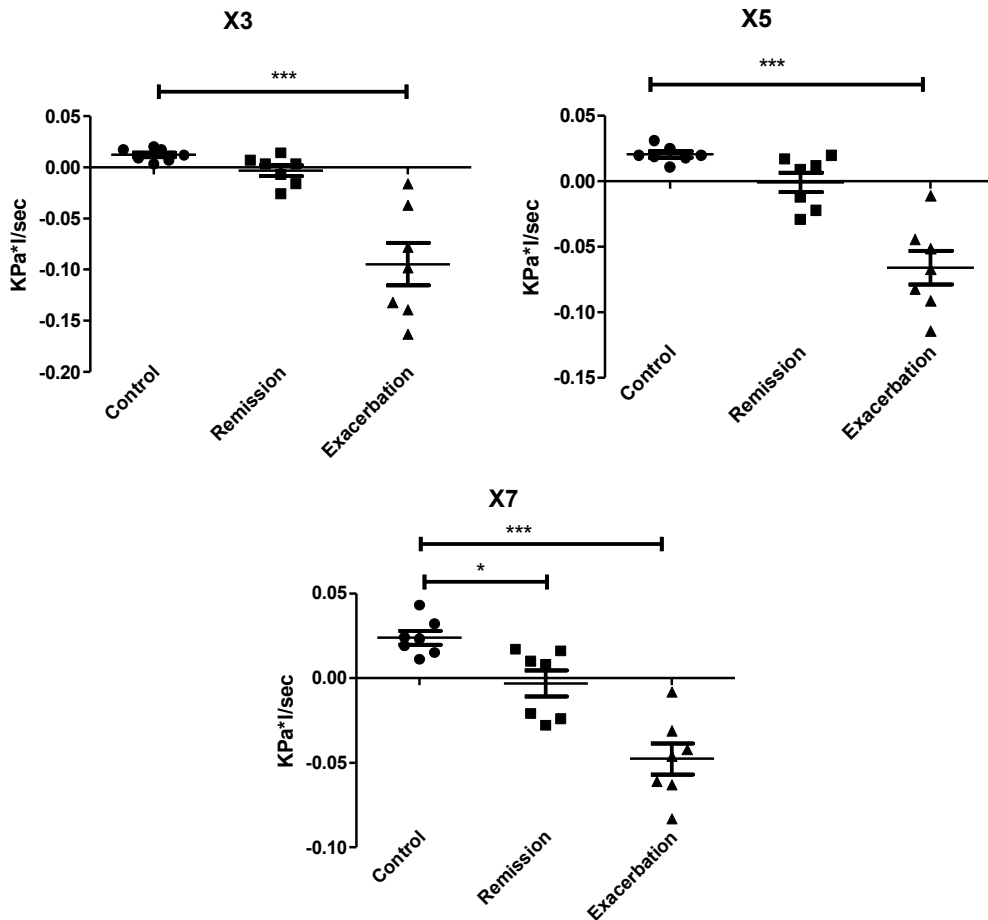 X3
***
0.05
0.00
-0.05
-0.10
-0.15
-0.20
KPa*l/sec
Control
Remission
Exacerbation
X5
***
0.05
0.00
-0.05
-0.10
-0.15
KPa*l/sec
Control
Remission
Exacerbation
X7
***
*
0.05
0.00
-0.05
-0.10
KPa*l/sec
Control
Remission
Exacerbation